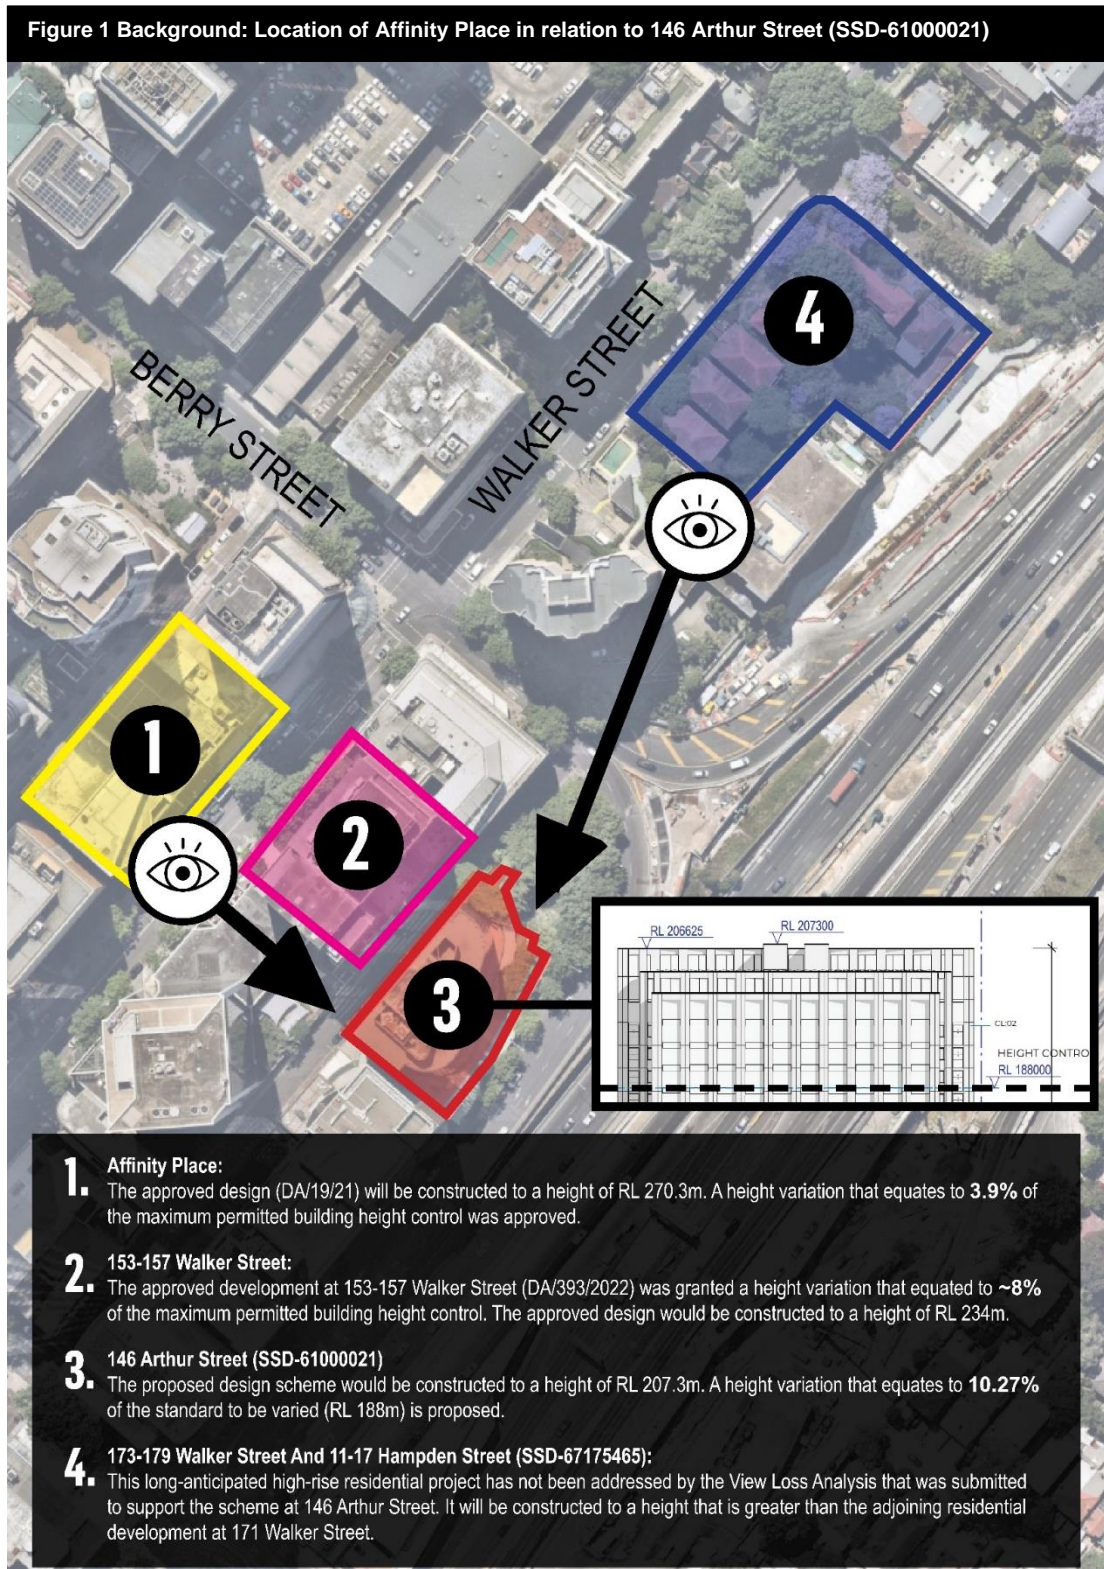 Figure 1 Background: Location of Affinity Place in relation to 146 Arthur Street (SSD-61000021)
4
BERRY STREET
WALKER STREET
1
2
3
RL 206625
RL 207300
CL:02
HEIGHT CONTRO
RL 188000
1. Affinity Place:
The approved design (DA/19/21) will be constructed to a height of RL 270.3m. A height variation that equates to 3.9% of
the maximum permitted building height control was approved.
2. 153-157 Walker Street:
The approved development at 153-157 Walker Street (DA/393/2022) was granted a height variation that equated to ~8%
of the maximum permitted building height control. The approved design would be constructed to a height of RL 234m.
3. 146 Arthur Street (SSD-61000021)
The proposed design scheme would be constructed to a height of RL 207.3m. A height variation that equates to 10.27%
of the standard to be varied (RL 188m) is proposed.
4. 173-179 Walker Street And 11-17 Hampden Street (SSD-67175465):
This long-anticipated high-rise residential project has not been addressed by the View Loss Analysis that was submitted
to support the scheme at 146 Arthur Street. It will be constructed to a height that is greater than the adjoining residential
development at 171 Walker Street.